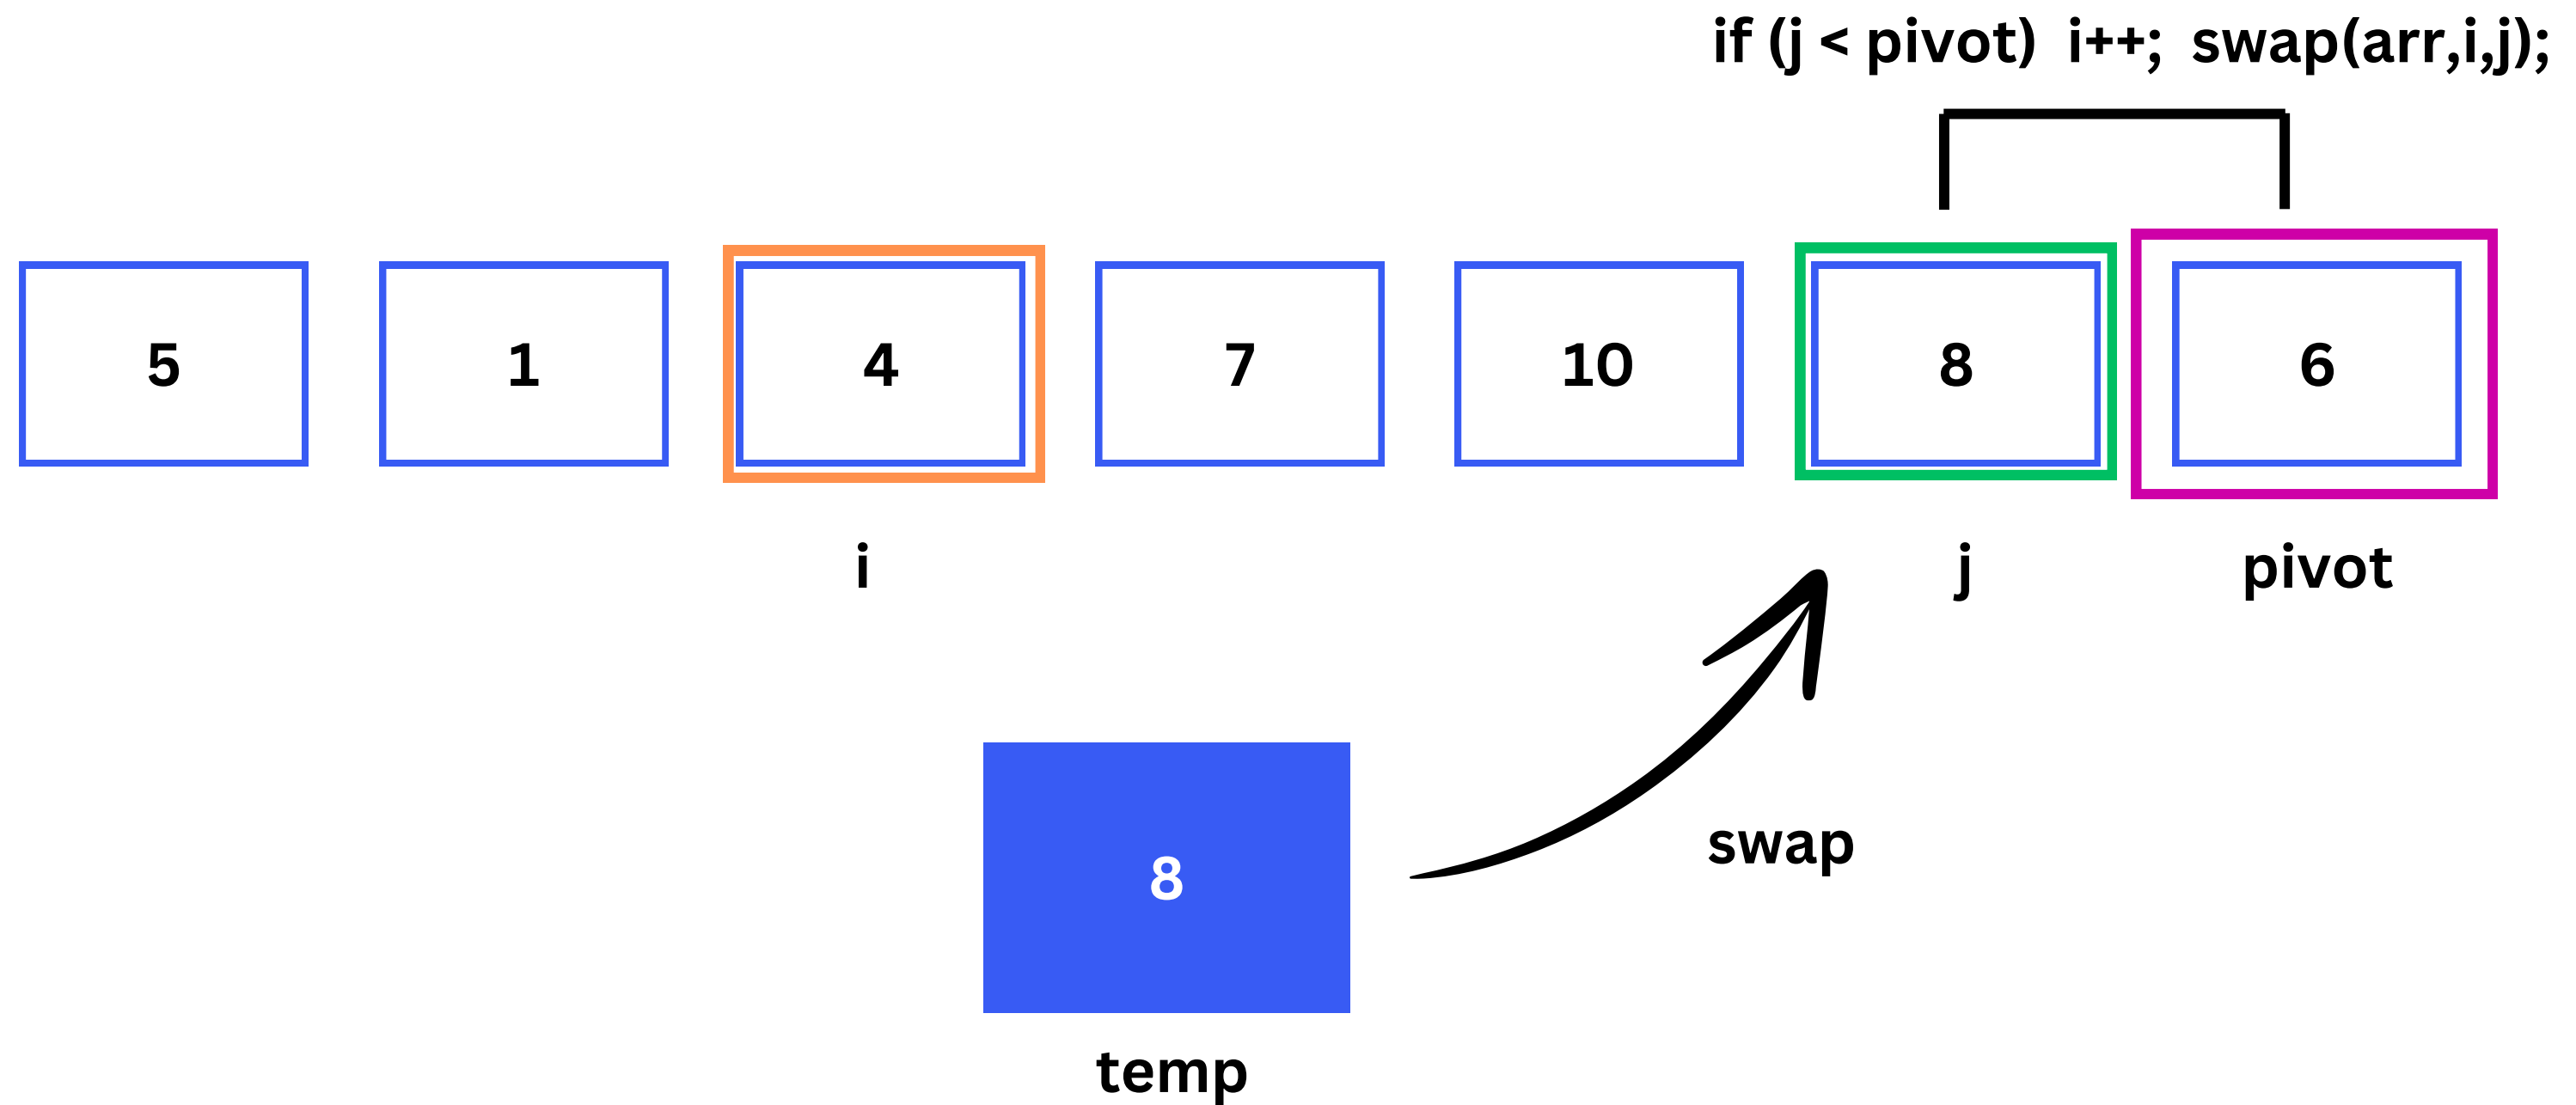 if (j < pivot) i++; swap(arr,i,j);
5 1 4 7 10 8 6
i j pivot
swap
8
temp